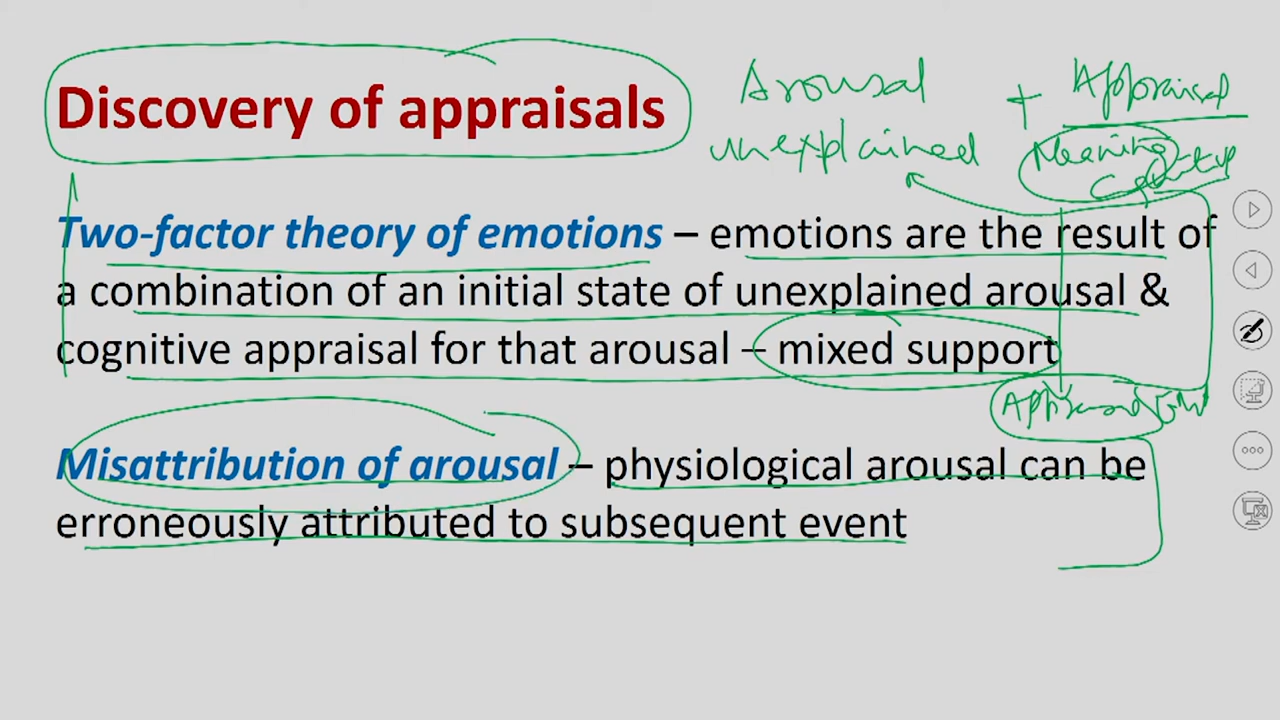 Discovery of appraisals
Arousal + Appraisal
unexplained Meaning
Two-factor theory of emotions – emotions are the result of
a combination of an initial state of unexplained arousal &
cognitive appraisal for that arousal – mixed support
Misattribution of arousal – physiological arousal can be
erroneously attributed to subsequent event